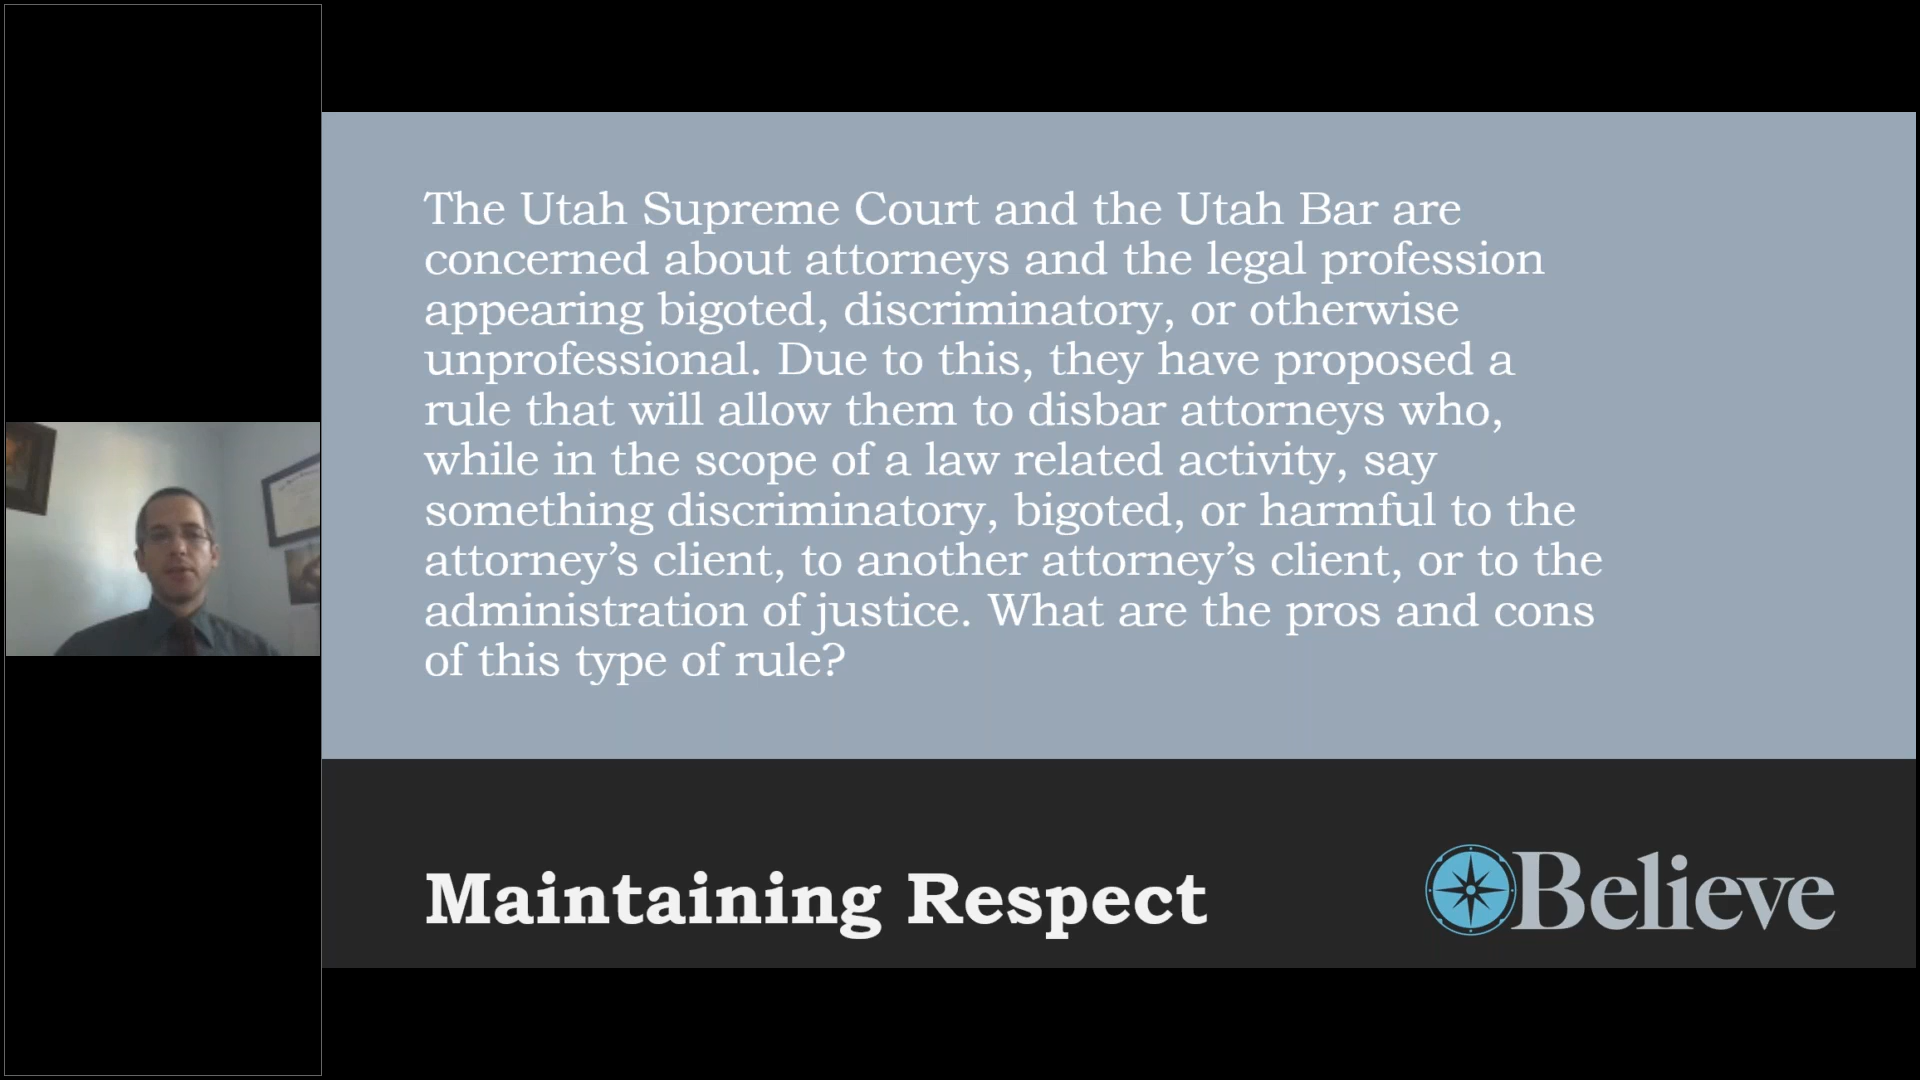 The Utah Supreme Court and the Utah Bar are
concerned about attorneys and the legal profession
appearing bigoted, discriminatory, or otherwise
unprofessional. Due to this, they have proposed a
rule that will allow them to disbar attorneys who,
while in the scope of a law related activity, say
something discriminatory, bigoted, or harmful to the
attorney’s client, to another attorney’s client, or to the
administration of justice. What are the pros and cons
of this type of rule?
Maintaining Respect
Believe